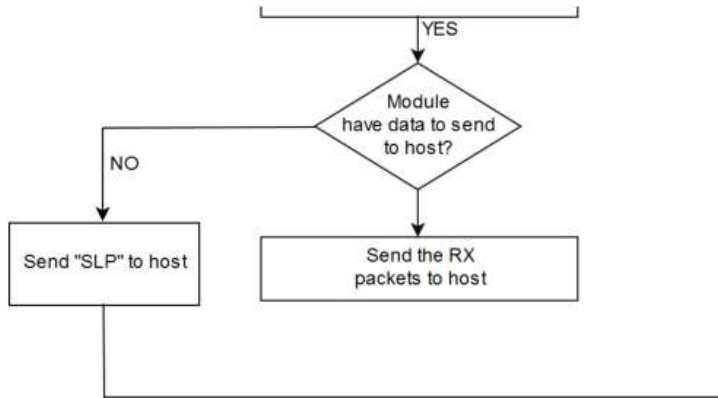 YES
Module
have data to send
to host?
NO
Send "SLP" to host
Send the RX
packets to host